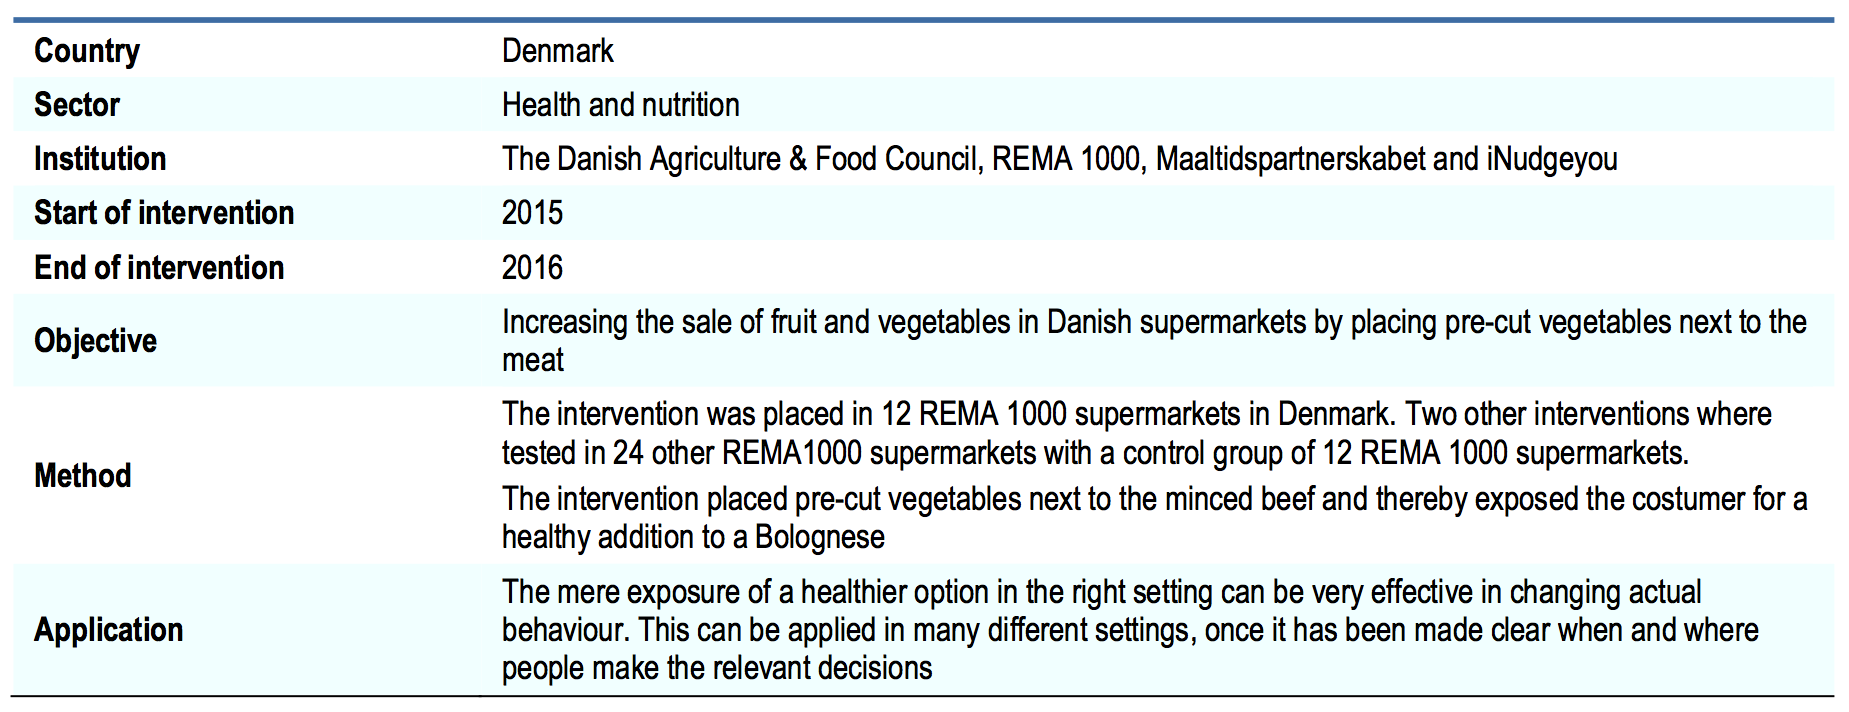 Country Denmark
Sector Health and nutrition
Institution The Danish Agriculture & Food Council, REMA 1000, Maaltidspartnerskabet and iNudgeyou
Start of intervention 2015
End of intervention 2016
Objective
Increasing the sale of fruit and vegetables in Danish supermarkets by placing pre-cut vegetables next to the
meat
Method
The intervention was placed in 12 REMA 1000 supermarkets in Denmark. Two other interventions where
tested in 24 other REMA1000 supermarkets with a control group of 12 REMA 1000 supermarkets.
The intervention placed pre-cut vegetables next to the minced beef and thereby exposed the costumer for a
healthy addition to a Bolognese
Application
The mere exposure of a healthier option in the right setting can be very effective in changing actual
behaviour. This can be applied in many different settings, once it has been made clear when and where
people make the relevant decisions